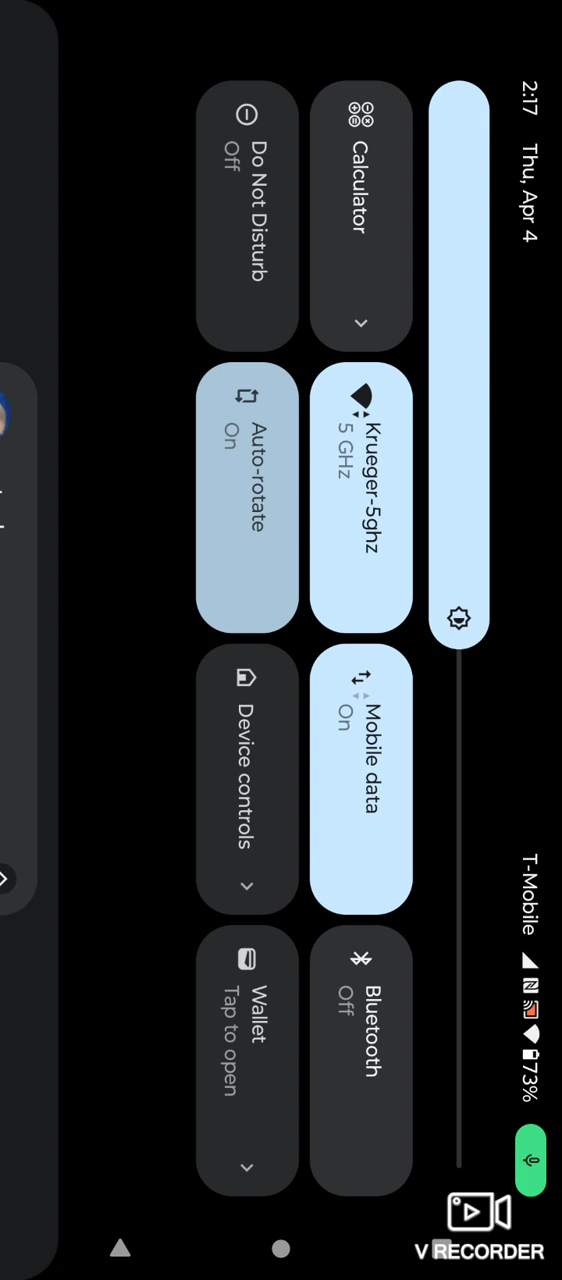 2:17 Thu, Apr 4
T-Mobile 73%
Calculator
Krueger-5ghz
5 GHz
Mobile data
On
Bluetooth
Off
Do Not Disturb
Off
Auto-rotate
On
Device controls
Wallet
Tap to open
V RECORDER